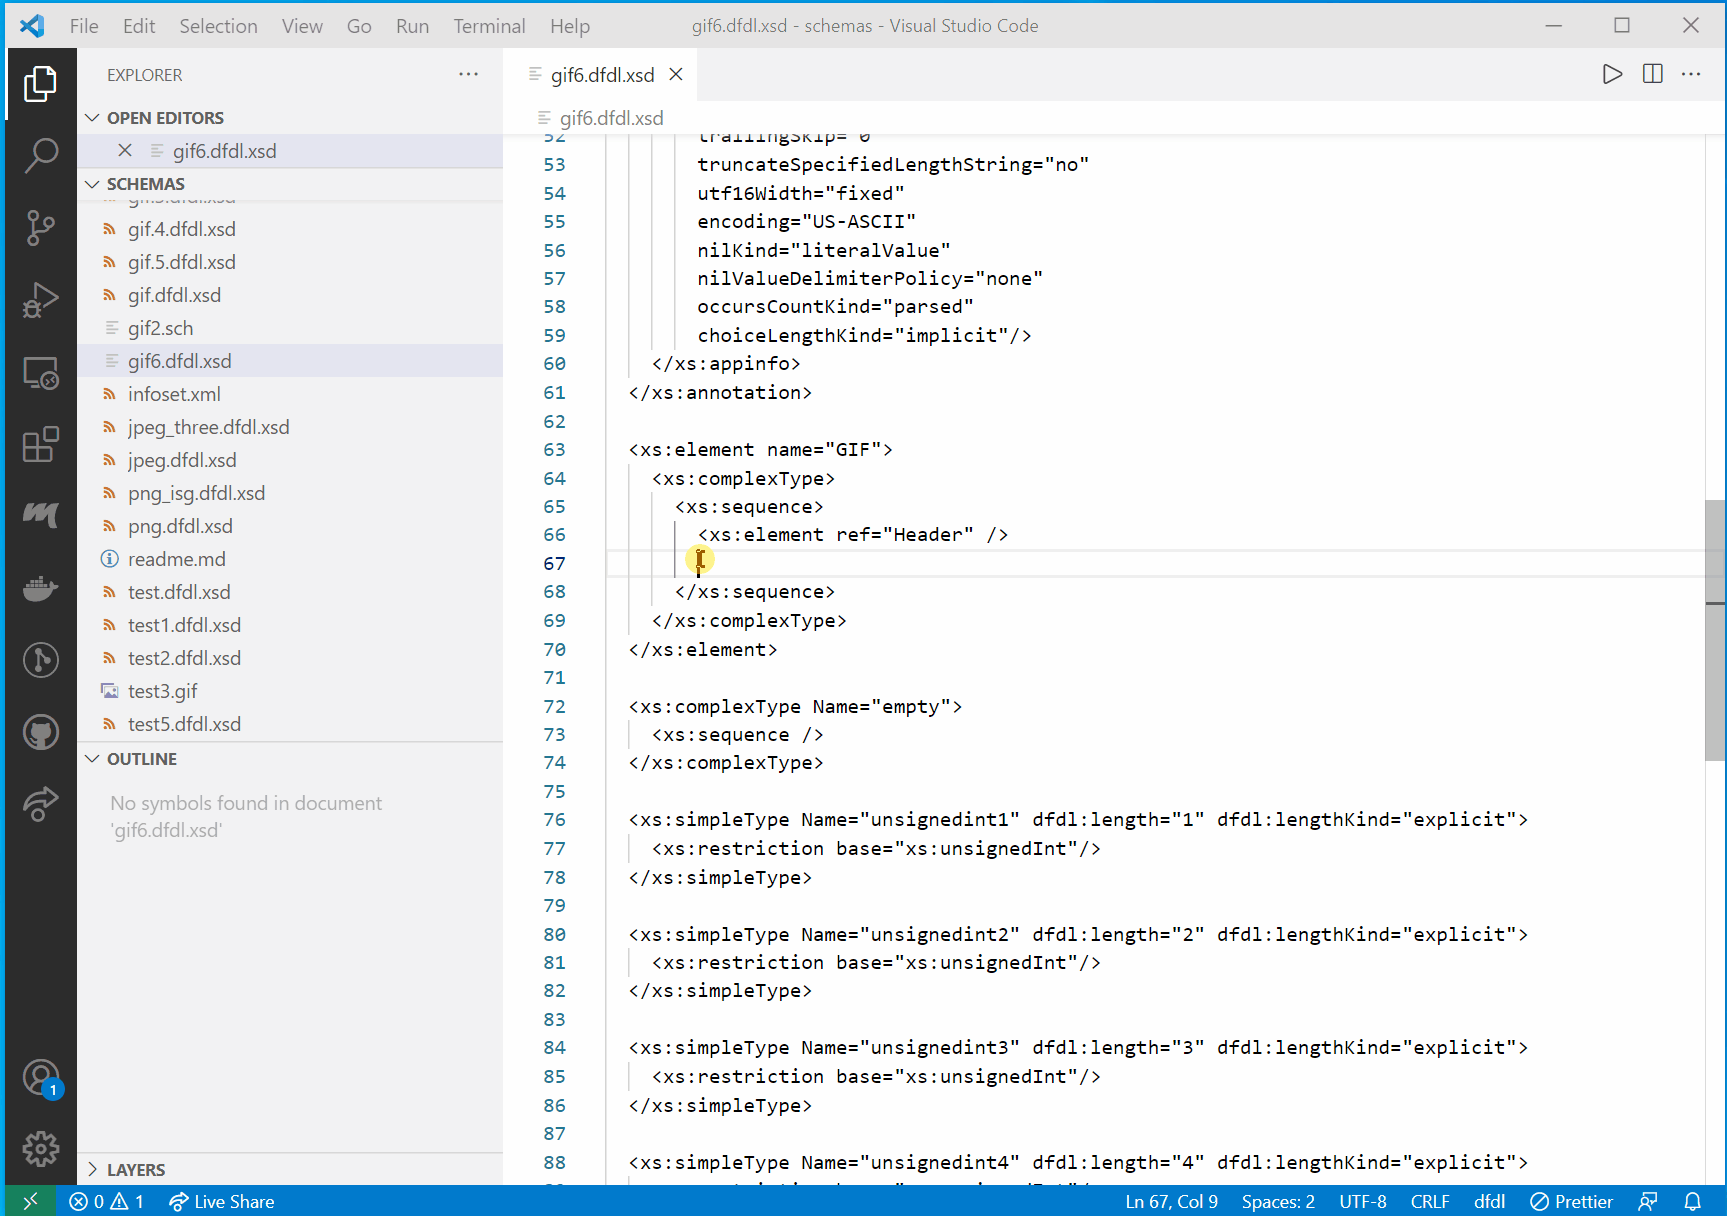 File Edit Selection View Go Run Terminal Help gif6.dfdl.xsd - schemas - Visual Studio Code
EXPLORER
OPEN EDITORS
gif6.dfdl.xsd
SCHEMAS
gif.4.dfdl.xsd
gif.5.dfdl.xsd
gif.dfdl.xsd
gif2.sch
gif6.dfdl.xsd
infoset.xml
jpeg_three.dfdl.xsd
jpeg.dfdl.xsd
png_isg.dfdl.xsd
png.dfdl.xsd
readme.md
test.dfdl.xsd
test1.dfdl.xsd
test2.dfdl.xsd
test3.gif
test5.dfdl.xsd
OUTLINE
No symbols found in document
'gif6.dfdl.xsd'
LAYERS
1
gif6.dfdl.xsd
gif6.dfdl.xsd
52 trailingSkip="0"
53 truncateSpecifiedLengthString="no"
54 utf16Width="fixed"
55 encoding="US-ASCII"
56 nilKind="literalValue"
57 nilValueDelimiterPolicy="none"
58 occursCountKind="parsed"
59 choiceLengthKind="implicit"/>
60 </xs:appinfo>
61 </xs:annotation>
62
63 <xs:element name="GIF">
64 <xs:complexType>
65 <xs:sequence>
66 <xs:element ref="Header" />
67
68 </xs:sequence>
69 </xs:complexType>
70 </xs:element>
71
72 <xs:complexType Name="empty">
73 <xs:sequence />
74 </xs:complexType>
75
76 <xs:simpleType Name="unsignedint1" dfdl:length="1" dfdl:lengthKind="explicit">
77 <xs:restriction base="xs:unsignedInt"/>
78 </xs:simpleType>
79
80 <xs:simpleType Name="unsignedint2" dfdl:length="2" dfdl:lengthKind="explicit">
81 <xs:restriction base="xs:unsignedInt"/>
82 </xs:simpleType>
83
84 <xs:simpleType Name="unsignedint3" dfdl:length="3" dfdl:lengthKind="explicit">
85 <xs:restriction base="xs:unsignedInt"/>
86 </xs:simpleType>
87
88 <xs:simpleType Name="unsignedint4" dfdl:length="4" dfdl:lengthKind="explicit">
0 1 Live Share Ln 67, Col 9 Spaces: 2 UTF-8 CRLF dfdl Prettier